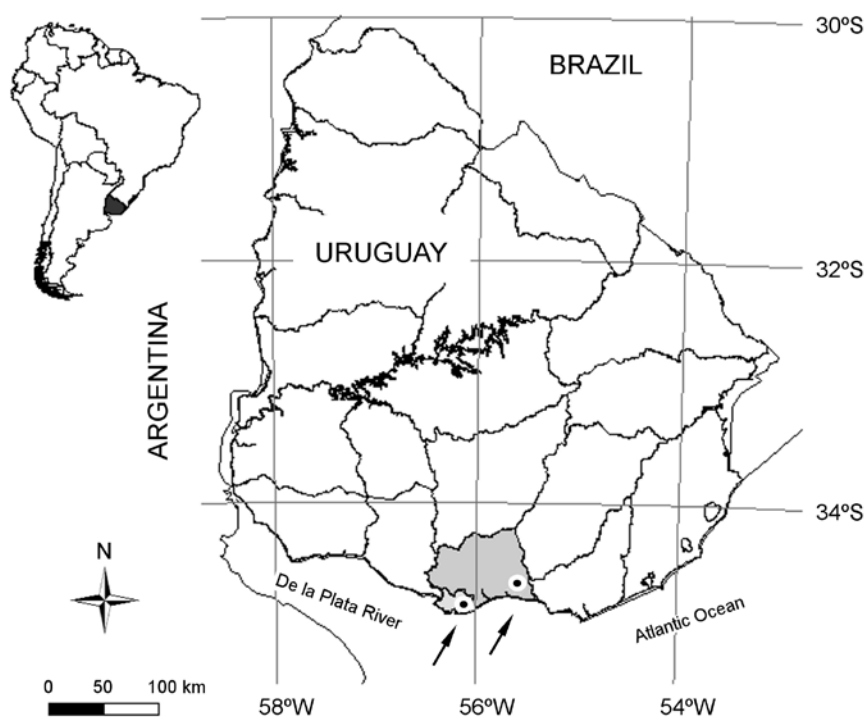 30ºS
BRAZIL
URUGUAY
32ºS
ARGENTINA
34ºS
N
De la Plata River
Atlantic Ocean
0 50 100 km
58ºW 56ºW 54ºW